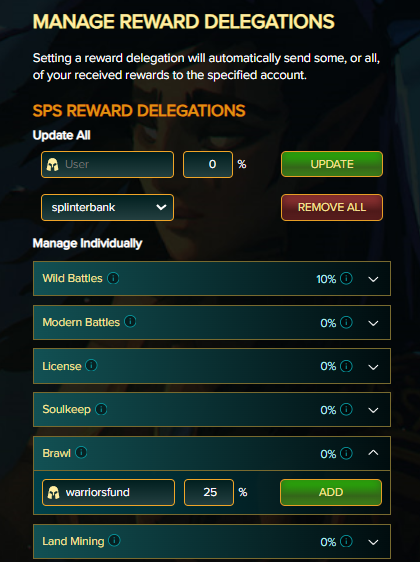 MANAGE REWARD DELEGATIONS
Setting a reward delegation will automatically send some, or all,
of your received rewards to the specified account.
SPS REWARD DELEGATIONS
Update All
User 0 % UPDATE
splinterbank REMOVE ALL
Manage Individually
Wild Battles 10%
Modern Battles 0%
License 0%
Soulkeep 0%
Brawl 0%
warriorsfund 25 % ADD
Land Mining 0%